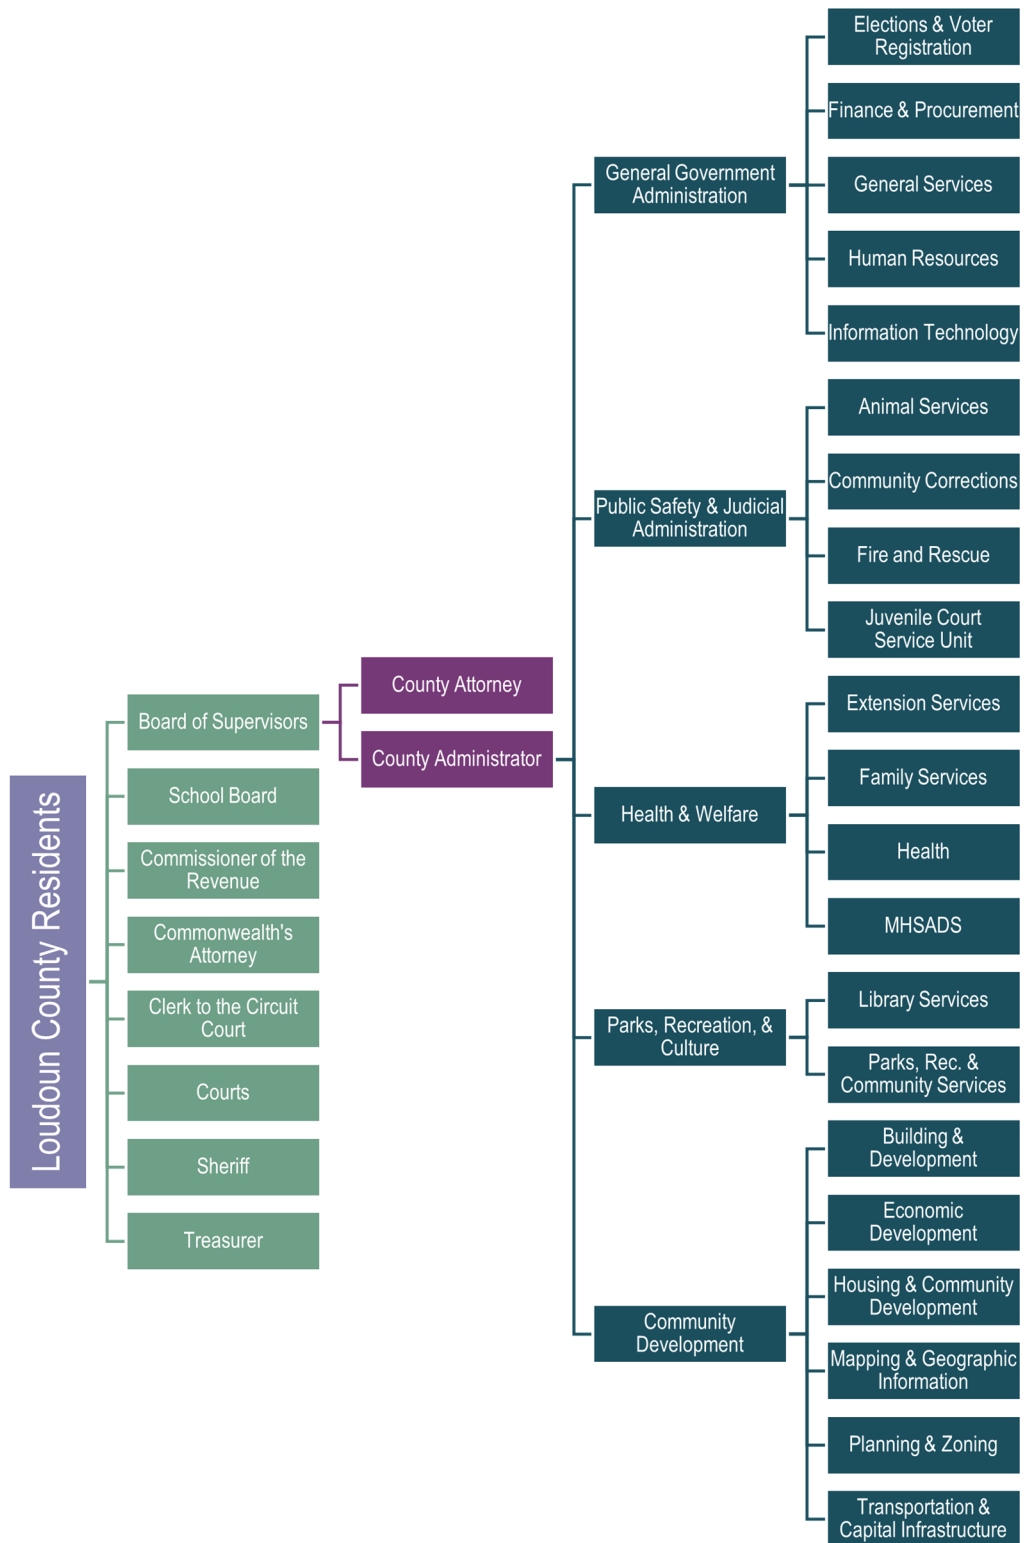 Loudoun County Residents
Board of Supervisors
School Board
Commissioner of the
Revenue
Commonwealth's
Attorney
Clerk to the Circuit
Court
Courts
Sheriff
Treasurer
County Attorney
County Administrator
General Government
Administration
Elections & Voter
Registration
Finance & Procurement
General Services
Human Resources
Information Technology
Public Safety & Judicial
Administration
Animal Services
Community Corrections
Fire and Rescue
Juvenile Court
Service Unit
Health & Welfare
Extension Services
Family Services
Health
MHSADS
Parks, Recreation, &
Culture
Library Services
Parks, Rec. &
Community Services
Community
Development
Building &
Development
Economic
Development
Housing & Community
Development
Mapping & Geographic
Information
Planning & Zoning
Transportation &
Capital Infrastructure